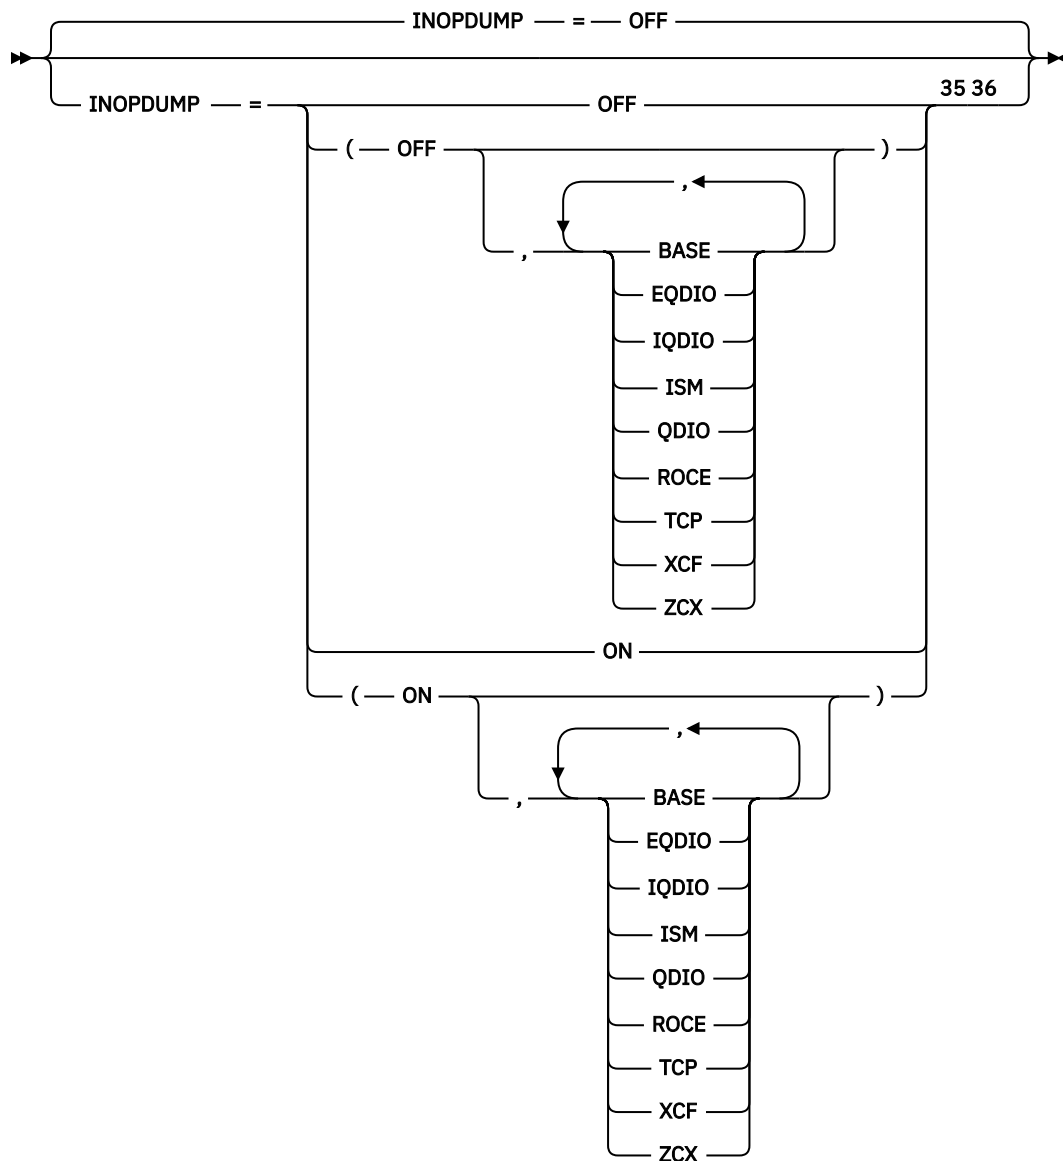 INOPDUMP = OFF
INOPDUMP = OFF 35 36
( OFF )
,
, BASE
EQDIO
IQDIO
ISM
QDIO
ROCE
TCP
XCF
ZCX
ON
( ON )
,
, BASE
EQDIO
IQDIO
ISM
QDIO
ROCE
TCP
XCF
ZCX